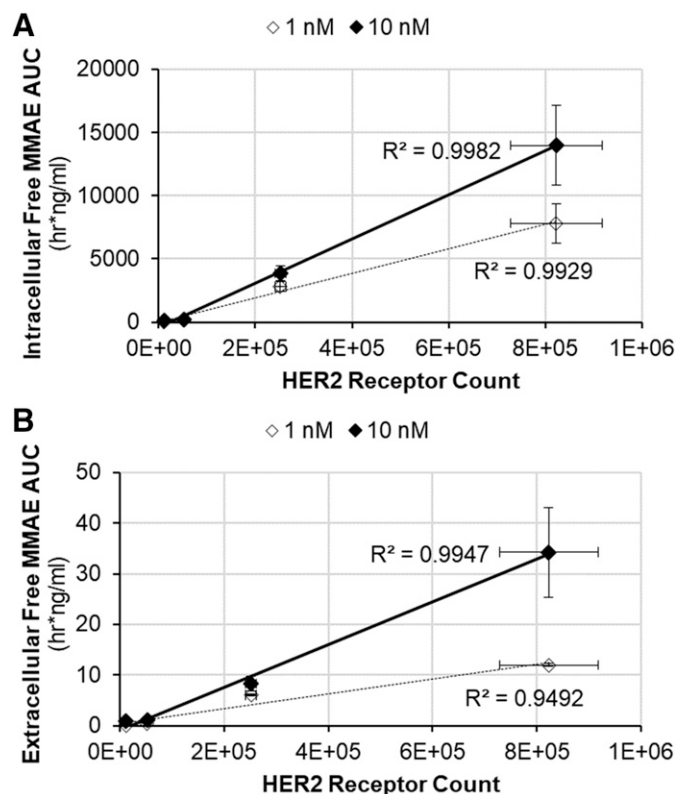 A
◇ 1 nM ◆ 10 nM
Intracellular Free MMAE AUC
(hr*ng/ml)
20000
15000
10000
5000
0
R² = 0.9982
R² = 0.9929
0E+00 2E+05 4E+05 6E+05 8E+05 1E+06
HER2 Receptor Count
B
◇ 1 nM ◆ 10 nM
Extracellular Free MMAE AUC
(hr*ng/ml)
50
40
30
20
10
0
R² = 0.9947
R² = 0.9492
0E+00 2E+05 4E+05 6E+05 8E+05 1E+06
HER2 Receptor Count